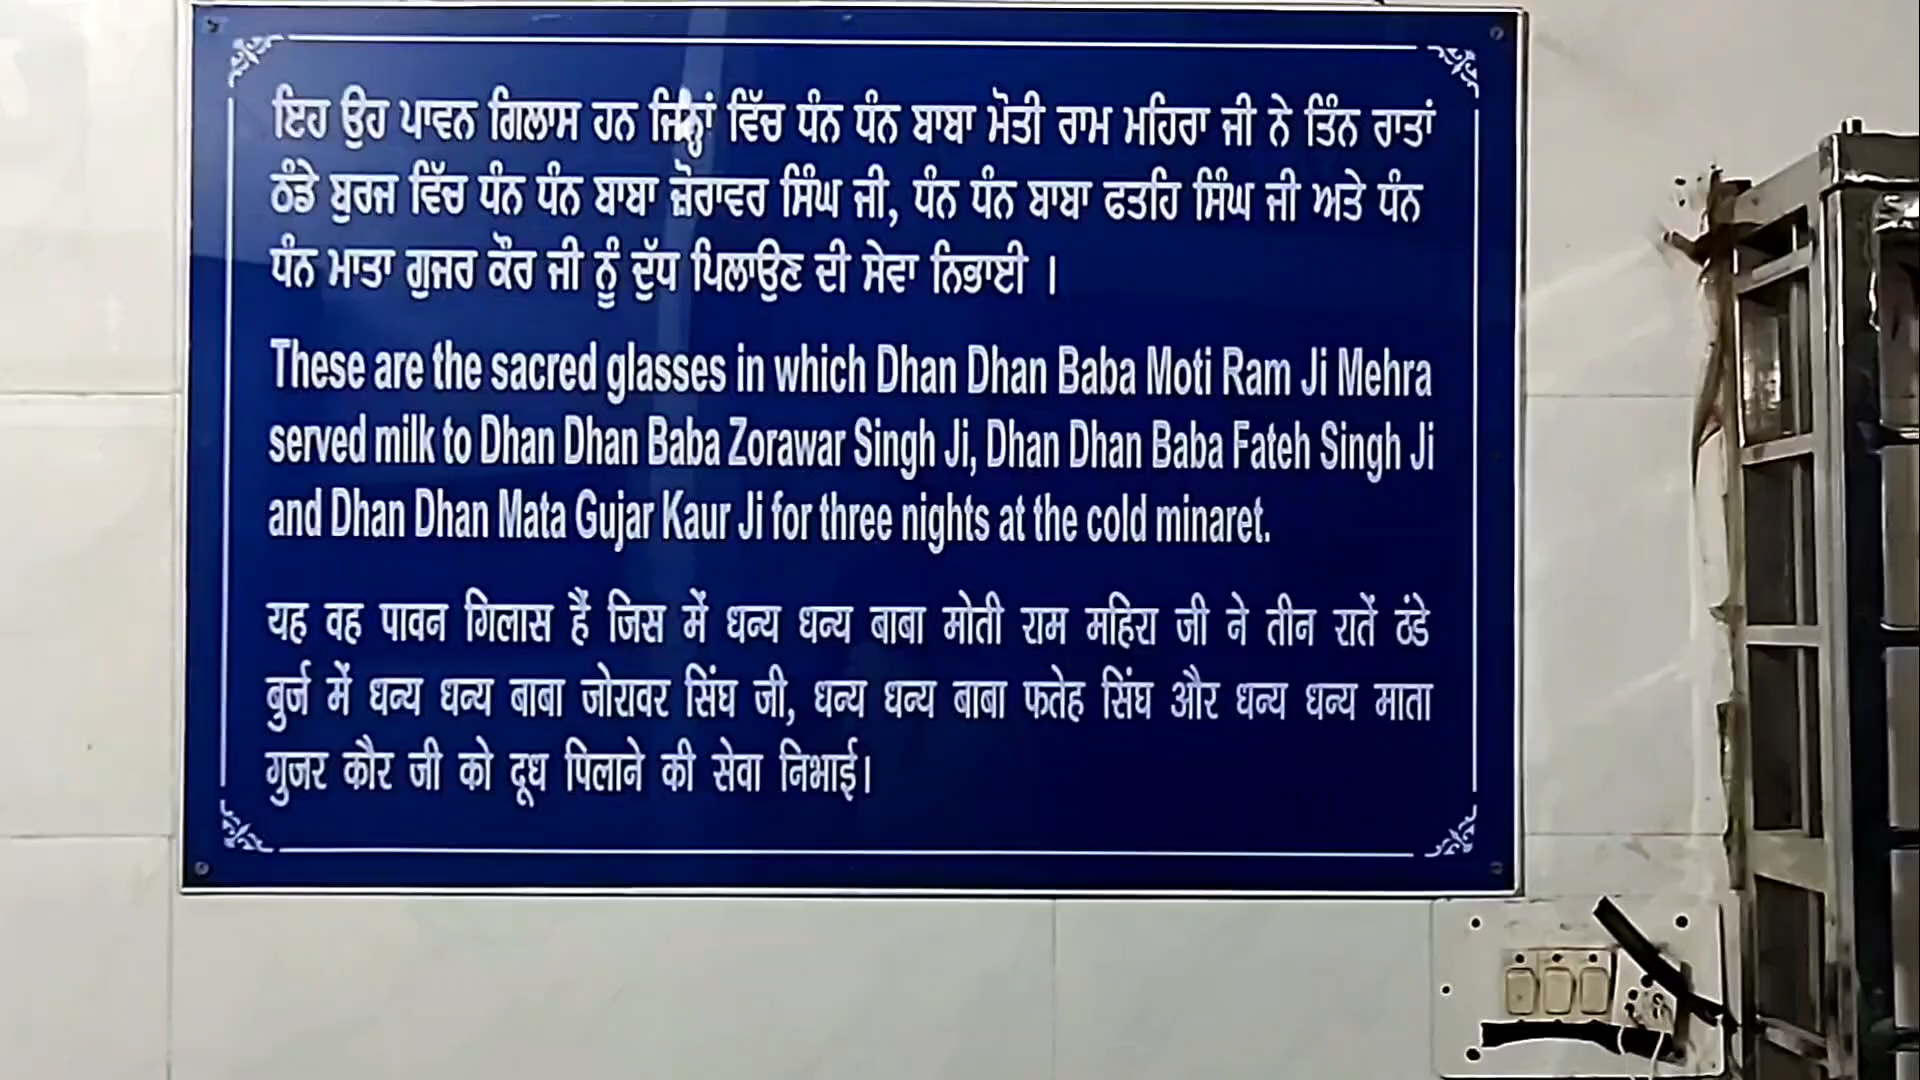 ਇਹ ਉਹ ਪਾਵਨ ਗਿਲਾਸ ਹਨ ਜਿਨ੍ਹਾਂ ਵਿੱਚ ਧੰਨ ਧੰਨ ਬਾਬਾ ਮੋਤੀ ਰਾਮ ਮਹਿਰਾ ਜੀ ਨੇ ਤਿੰਨ ਰਾਤਾਂ
ਠੰਡੇ ਬੁਰਜ ਵਿੱਚ ਧੰਨ ਧੰਨ ਬਾਬਾ ਜ਼ੋਰਾਵਰ ਸਿੰਘ ਜੀ, ਧੰਨ ਧੰਨ ਬਾਬਾ ਫਤਹਿ ਸਿੰਘ ਜੀ ਅਤੇ ਧੰਨ
ਧੰਨ ਮਾਤਾ ਗੁਜਰ ਕੌਰ ਜੀ ਨੂੰ ਦੁੱਧ ਪਿਲਾਉਣ ਦੀ ਸੇਵਾ ਨਿਭਾਈ ।
These are the sacred glasses in which Dhan Dhan Baba Moti Ram Ji Mehra
served milk to Dhan Dhan Baba Zorawar Singh Ji, Dhan Dhan Baba Fateh Singh Ji
and Dhan Dhan Mata Gujar Kaur Ji for three nights at the cold minaret.
यह वह पावन गिलास हैं जिस में धन्य धन्य बाबा मोती राम महिरा जी ने तीन रातें ठंडे
बुर्ज में धन्य धन्य बाबा जोरावर सिंघ जी, धन्य धन्य बाबा फतेह सिंघ और धन्य धन्य माता
गुजर कौर जी को दूध पिलाने की सेवा निभाई।